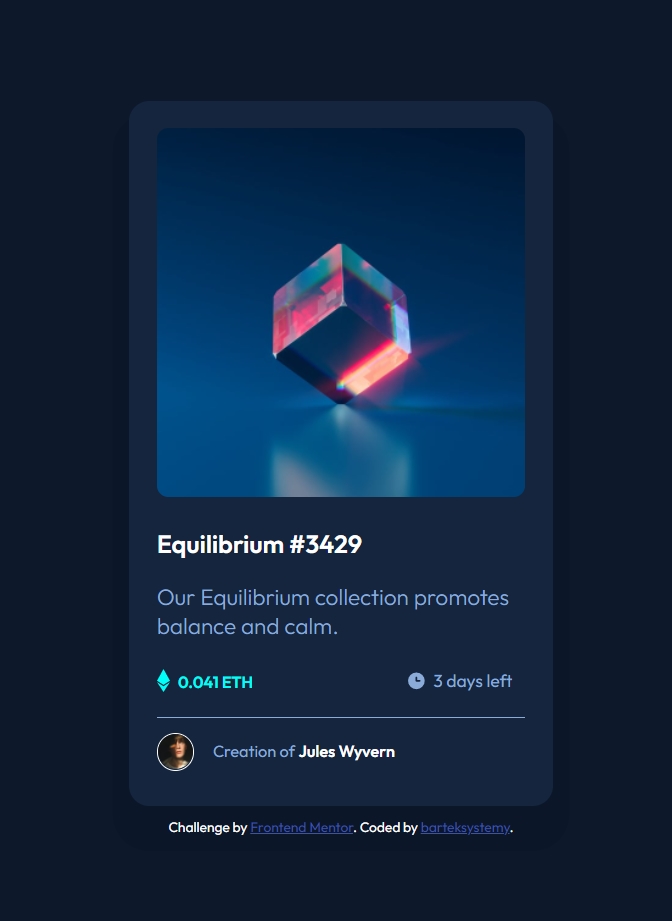 Equilibrium #3429
Our Equilibrium collection promotes
balance and calm.
0.041 ETH
3 days left
Creation of Jules Wyvern
Challenge by Frontend Mentor. Coded by barteksystemy.